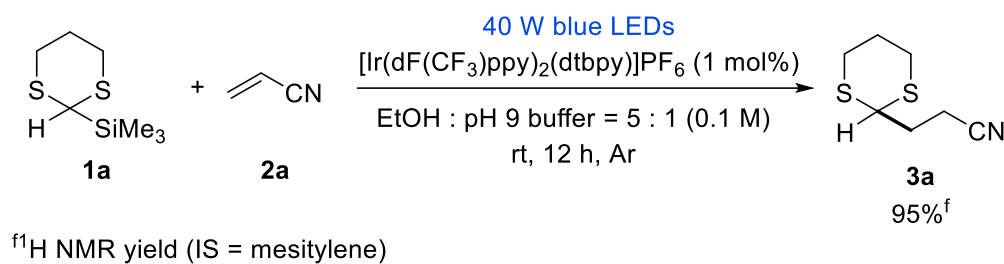 40 W blue LEDs
[Ir(dF(CF₃)ppy)₂(dtbpy)]PF₆ (1 mol%)
S S + CN S S
H SiMe₃ EtOH : pH 9 buffer = 5 : 1 (0.1 M) H CN
rt, 12 h, Ar
1a 2a 3a
95%ᶠ
ᶠ¹H NMR yield (IS = mesitylene)